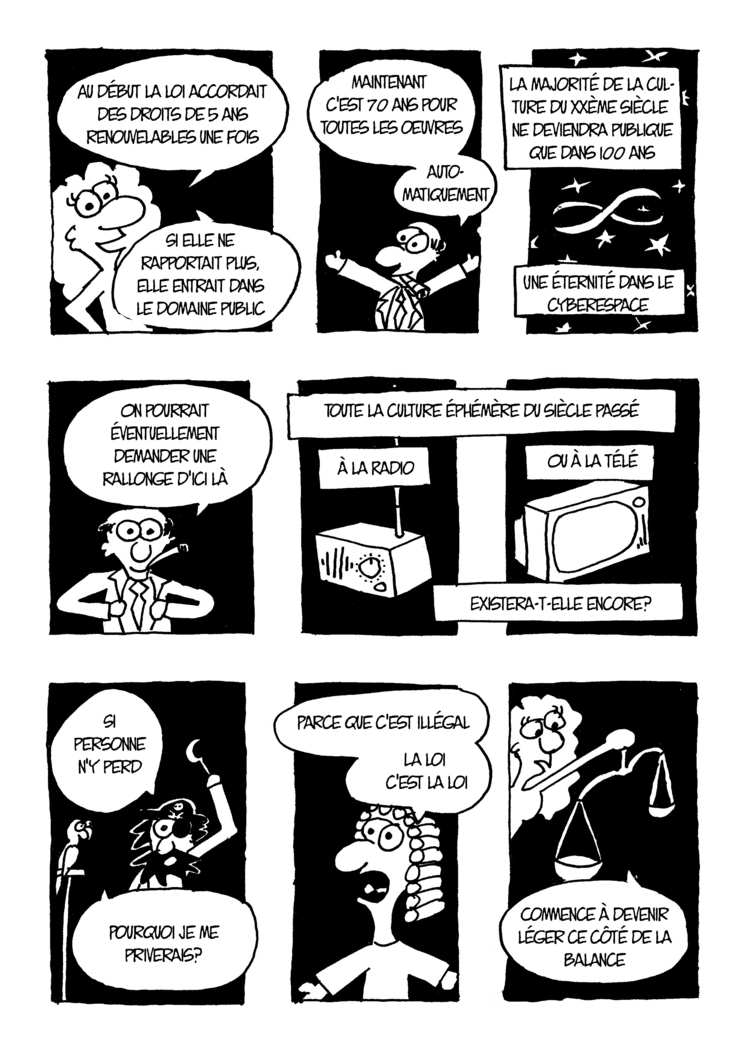 AU DÉBUT LA LOI ACCORDAIT
DES DROITS DE 5 ANS
RENOUVELABLES UNE FOIS
SI ELLE NE
RAPPORTAIT PLUS,
ELLE ENTRAIT DANS
LE DOMAINE PUBLIC
MAINTENANT
C'EST 70 ANS POUR
TOUTES LES OEUVRES
AUTO-
MATIQUEMENT
LA MAJORITÉ DE LA CUL-
TURE DU XXÈME SIÈCLE
NE DEVIENDRA PUBLIQUE
QUE DANS 100 ANS
UNE ÉTERNITÉ DANS LE
CYBERESPACE
ON POURRAIT
ÉVENTUELLEMENT
DEMANDER UNE
RALLONGE D'ICI LÀ
TOUTE LA CULTURE ÉPHÉMÈRE DU SIÈCLE PASSÉ
À LA RADIO
OU À LA TÉLÉ
EXISTERA-T-ELLE ENCORE?
SI
PERSONNE
N'Y PERD
POURQUOI JE ME
PRIVERAIS?
PARCE QUE C'EST ILLÉGAL
LA LOI
C'EST LA LOI
COMMENCE À DEVENIR
LÉGER CE CÔTÉ DE LA
BALANCE